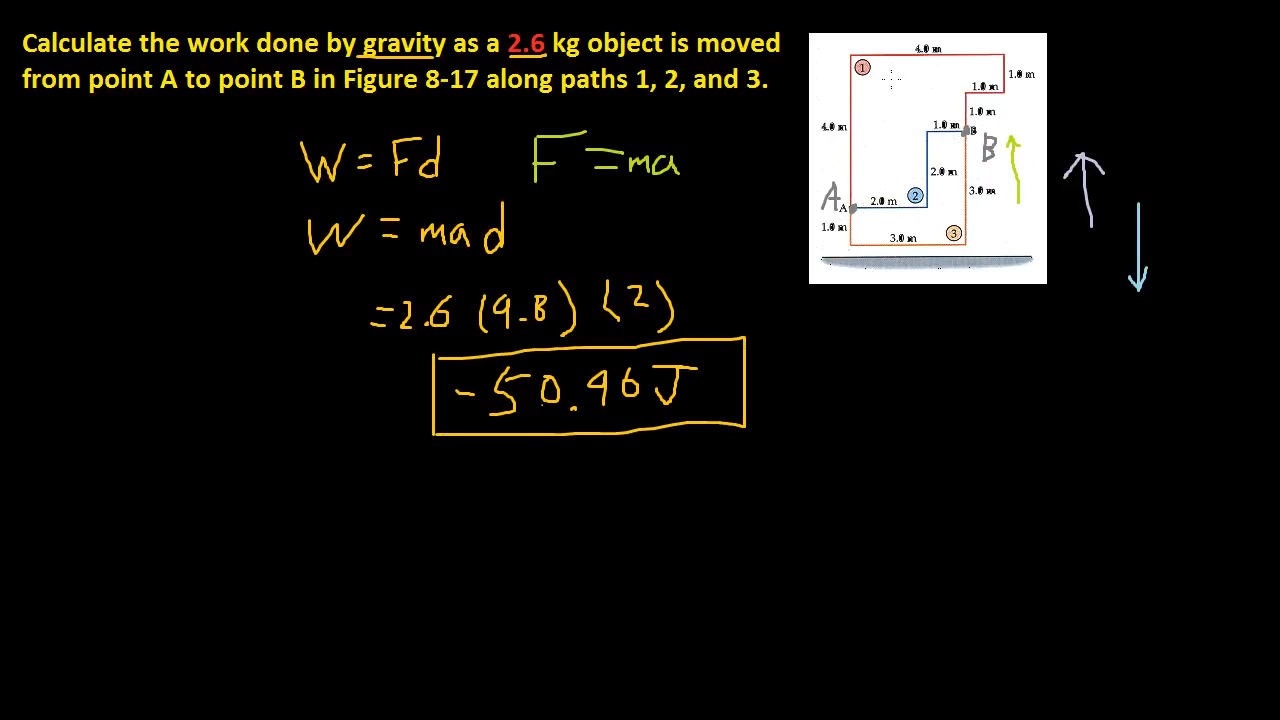 Calculate the work done by gravity as a 2.6 kg object is moved
from point A to point B in Figure 8-17 along paths 1, 2, and 3.
W = Fd
F = ma
W = ma d
= 2.6 (9.8) (2)
-50.96 J
4.0 m
1
1.0 m
1.0 m
1.0 m
4.0 m
1.0 m
B
B
2.0 m
3.0 m
A
A
2.0 m
2
1.0 m
3.0 m
3